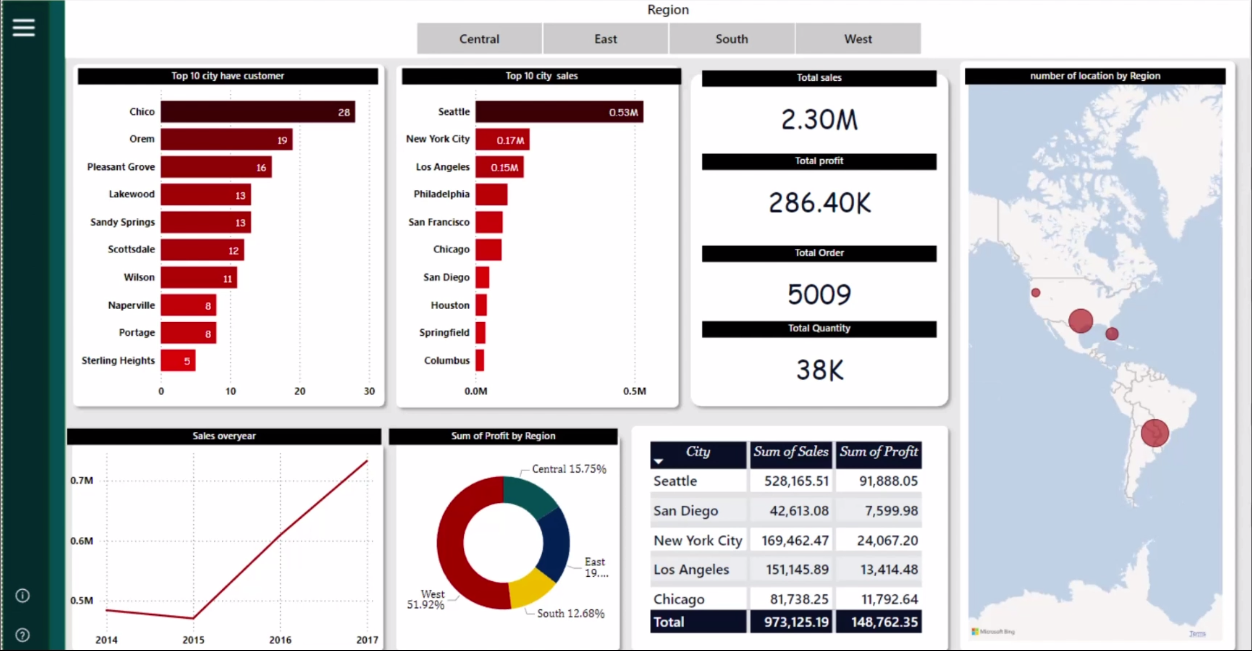 Region
Central East South West
Top 10 city have customer
Chico 28
Orem 19
Pleasant Grove 16
Lakewood 13
Sandy Springs 13
Scottsdale 12
Wilson 11
Naperville 8
Portage 8
Sterling Heights 5
0 10 20 30
Top 10 city sales
Seattle 0.53M
New York City 0.17M
Los Angeles 0.15M
Philadelphia
San Francisco
Chicago
San Diego
Houston
Springfield
Columbus
0.0M 0.5M
Total sales
2.30M
Total profit
286.40K
Total Order
5009
Total Quantity
38K
number of location by Region
Microsoft Bing
Terms
Sales overyear
0.7M
0.6M
0.5M
2014 2015 2016 2017
Sum of Profit by Region
Central 15.75%
East
19....
South 12.68%
West
51.92%
City Sum of Sales Sum of Profit
Seattle 528,165.51 91,888.05
San Diego 42,613.08 7,599.98
New York City 169,462.47 24,067.20
Los Angeles 151,145.89 13,414.48
Chicago 81,738.25 11,792.64
Total 973,125.19 148,762.35